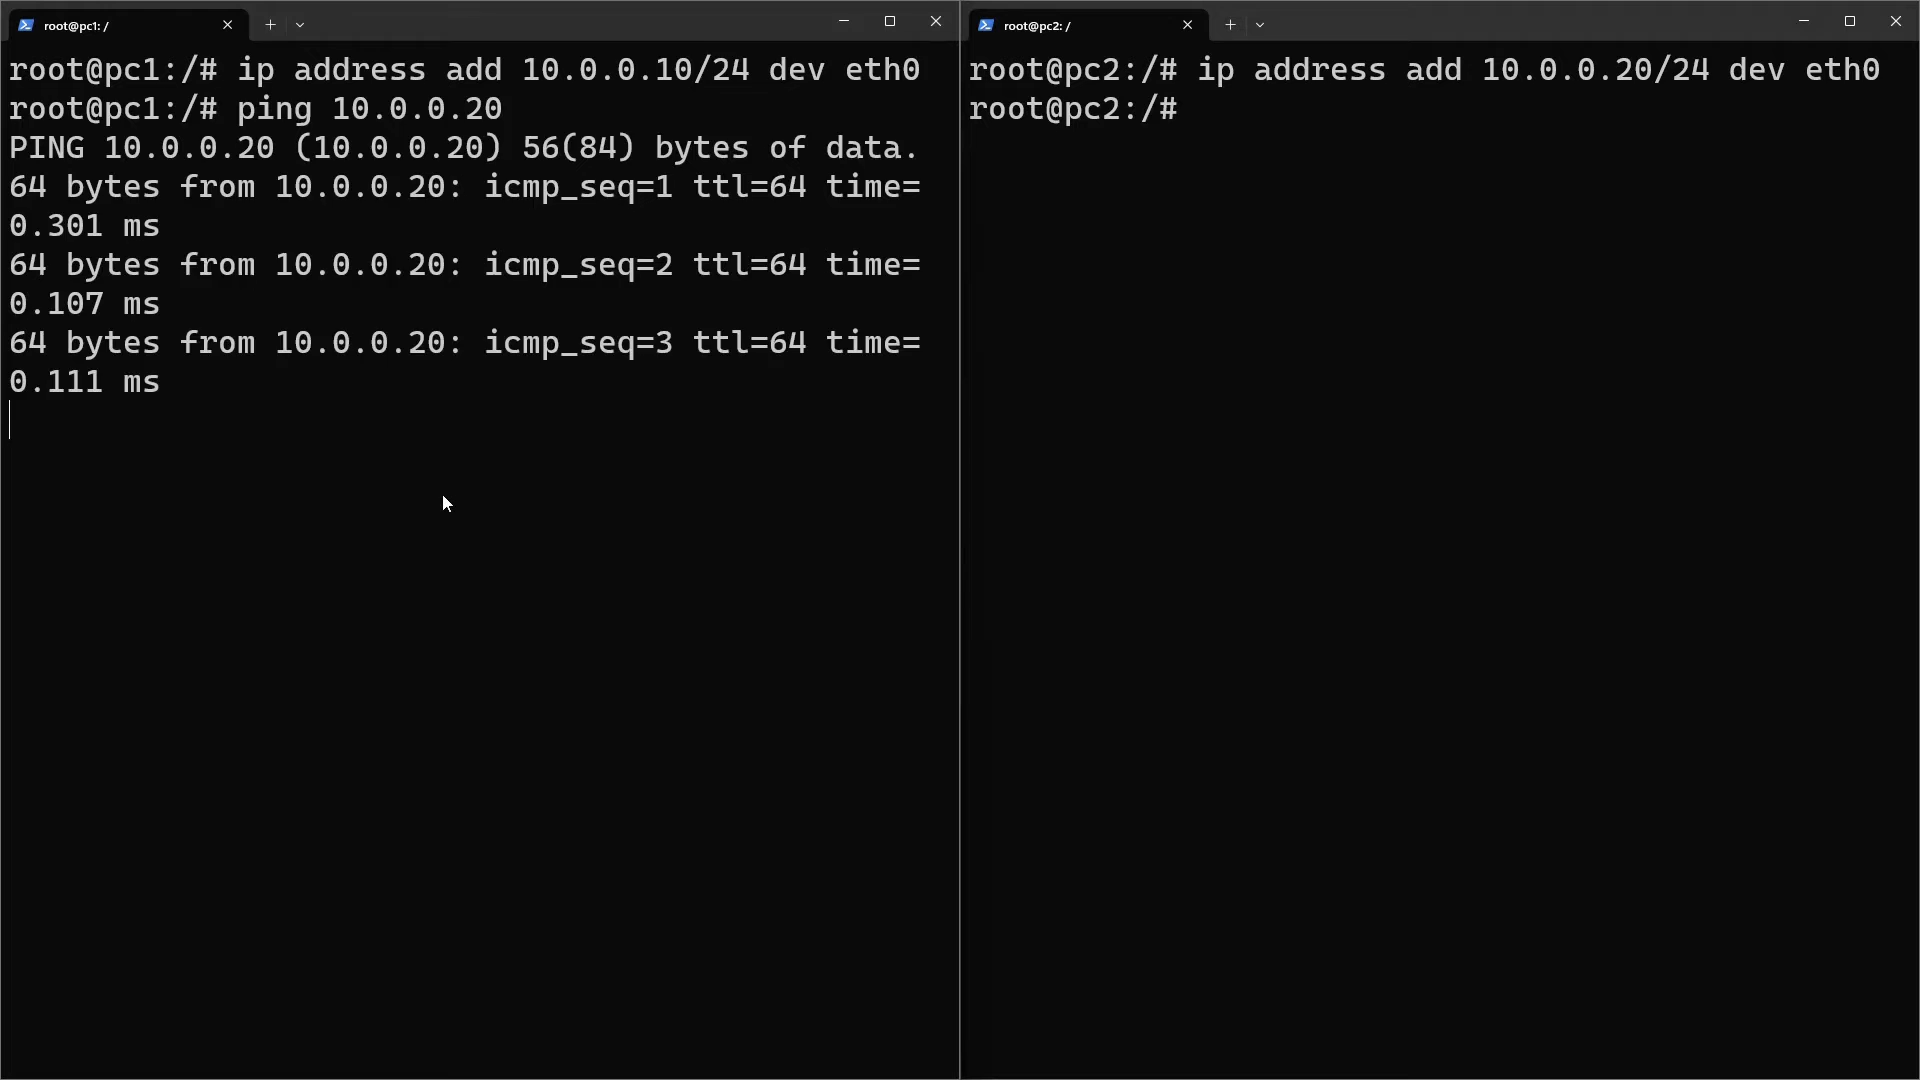 root@pc1: /
root@pc1:/# ip address add 10.0.0.10/24 dev eth0
root@pc1:/# ping 10.0.0.20
PING 10.0.0.20 (10.0.0.20) 56(84) bytes of data.
64 bytes from 10.0.0.20: icmp_seq=1 ttl=64 time=
0.301 ms
64 bytes from 10.0.0.20: icmp_seq=2 ttl=64 time=
0.107 ms
64 bytes from 10.0.0.20: icmp_seq=3 ttl=64 time=
0.111 ms
root@pc2: /
root@pc2:/# ip address add 10.0.0.20/24 dev eth0
root@pc2:/#